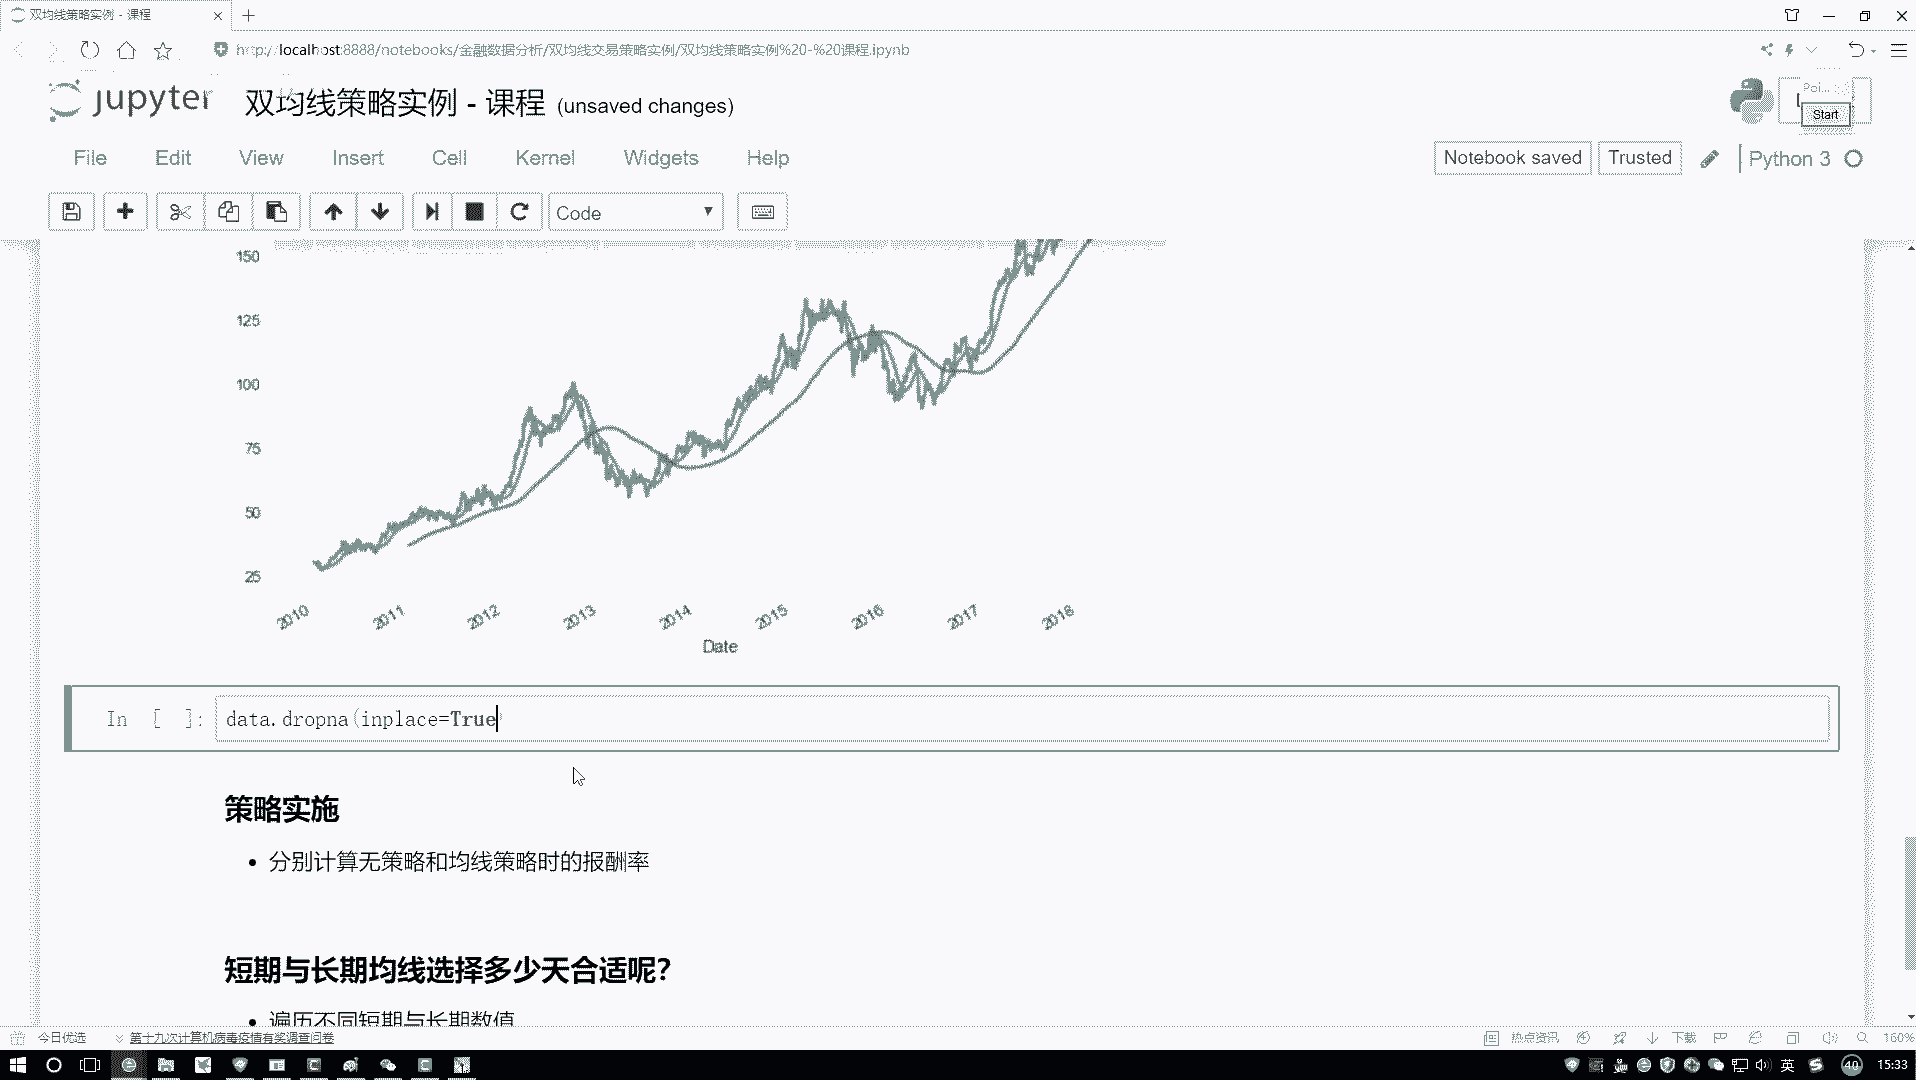 双均线策略实例 - 课程
http://localhost:8888/notebooks/金融数据分析/双均线交易策略实例/双均线策略实例%20-%20课程.ipynb
jupyter 双均线策略实例 - 课程 (unsaved changes)
Poi...
Start
File Edit View Insert Cell Kernel Widgets Help
Notebook saved Trusted Python 3
Code
150
125
100
75
50
25
2010 2011 2012 2013 2014 2015 2016 2017 2018
Date
In [ ]: data.dropna(inplace=True
策略实施
• 分别计算无策略和均线策略时的报酬率
短期与长期均线选择多少天合适呢?
• 遍历不同短期与长期数值
今日优选 第十九次计算机病毒疫情有奖调查问卷 热点资讯 下载 160%
英 40 15:33